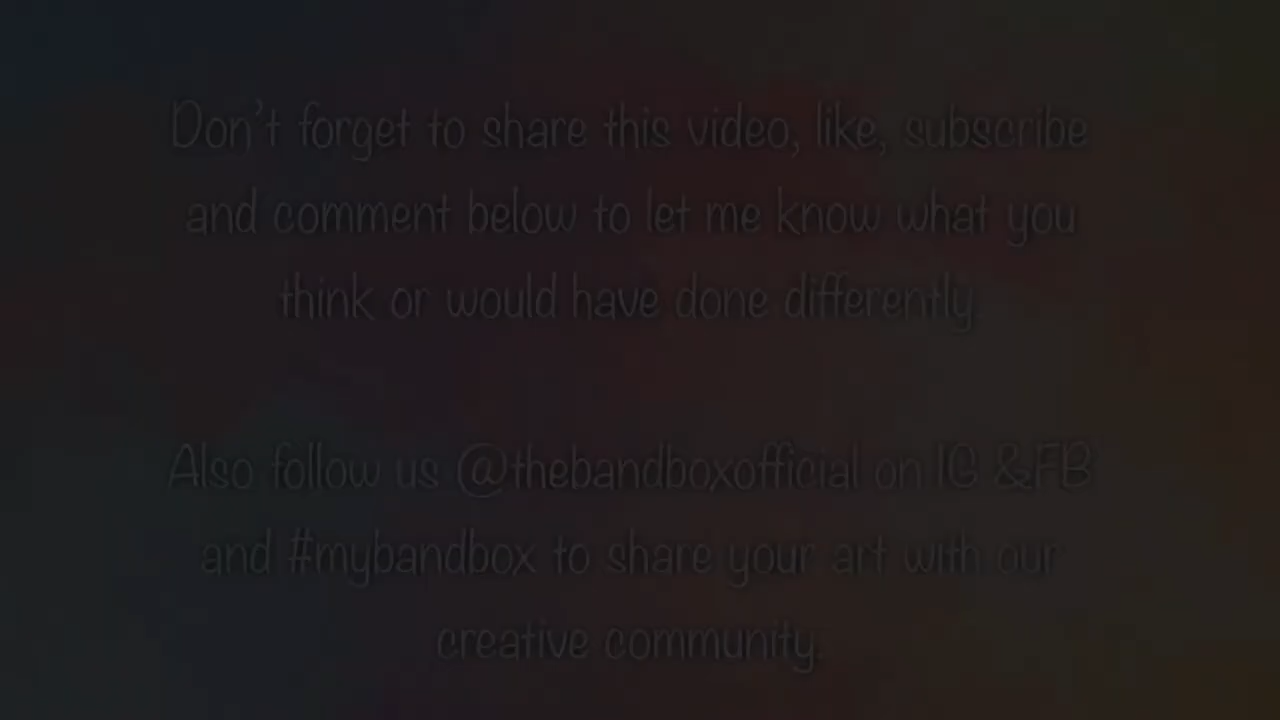 Don't forget to share this video, like, subscribe
and comment below to let me know what you
think or would have done differently.
Also follow us @thebandboxofficial on IG &FB
and #mybandbox to share your art with our
creative community.